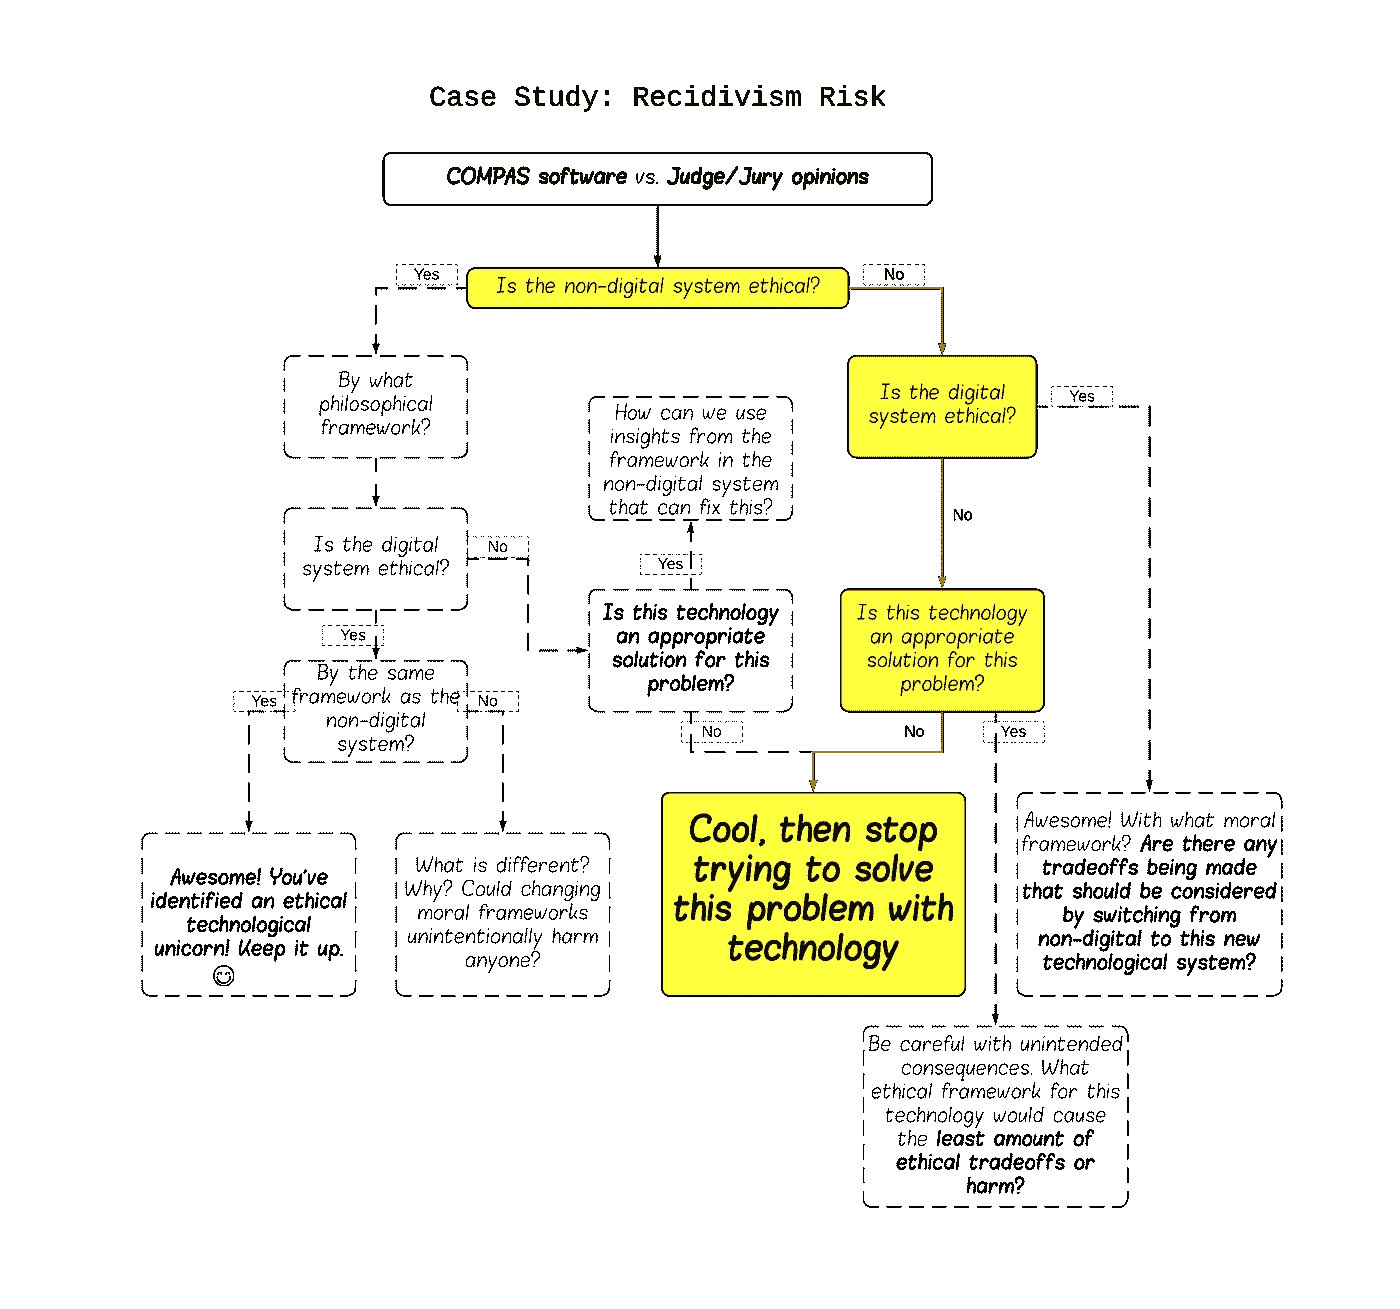 Case Study: Recidivism Risk
COMPAS software vs. Judge/Jury opinions
Yes
Is the non-digital system ethical?
No
By what
philosophical
framework?
Is the digital
system ethical?
Yes
How can we use
insights from the
framework in the
non-digital system
that can fix this?
No
Is the digital
system ethical?
No
Yes
Is this technology
an appropriate
solution for this
problem?
Is this technology
an appropriate
solution for this
problem?
Yes
By the same
framework as the
non-digital
system?
Yes
No
No
No
Yes
Awesome! You've
identified an ethical
technological
unicorn! Keep it up.
What is different?
Why? Could changing
moral frameworks
unintentionally harm
anyone?
Cool, then stop
trying to solve
this problem with
technology
Awesome! With what moral
framework? Are there any
tradeoffs being made
that should be considered
by switching from
non-digital to this new
technological system?
Be careful with unintended
consequences. What
ethical framework for this
technology would cause
the least amount of
ethical tradeoffs or
harm?